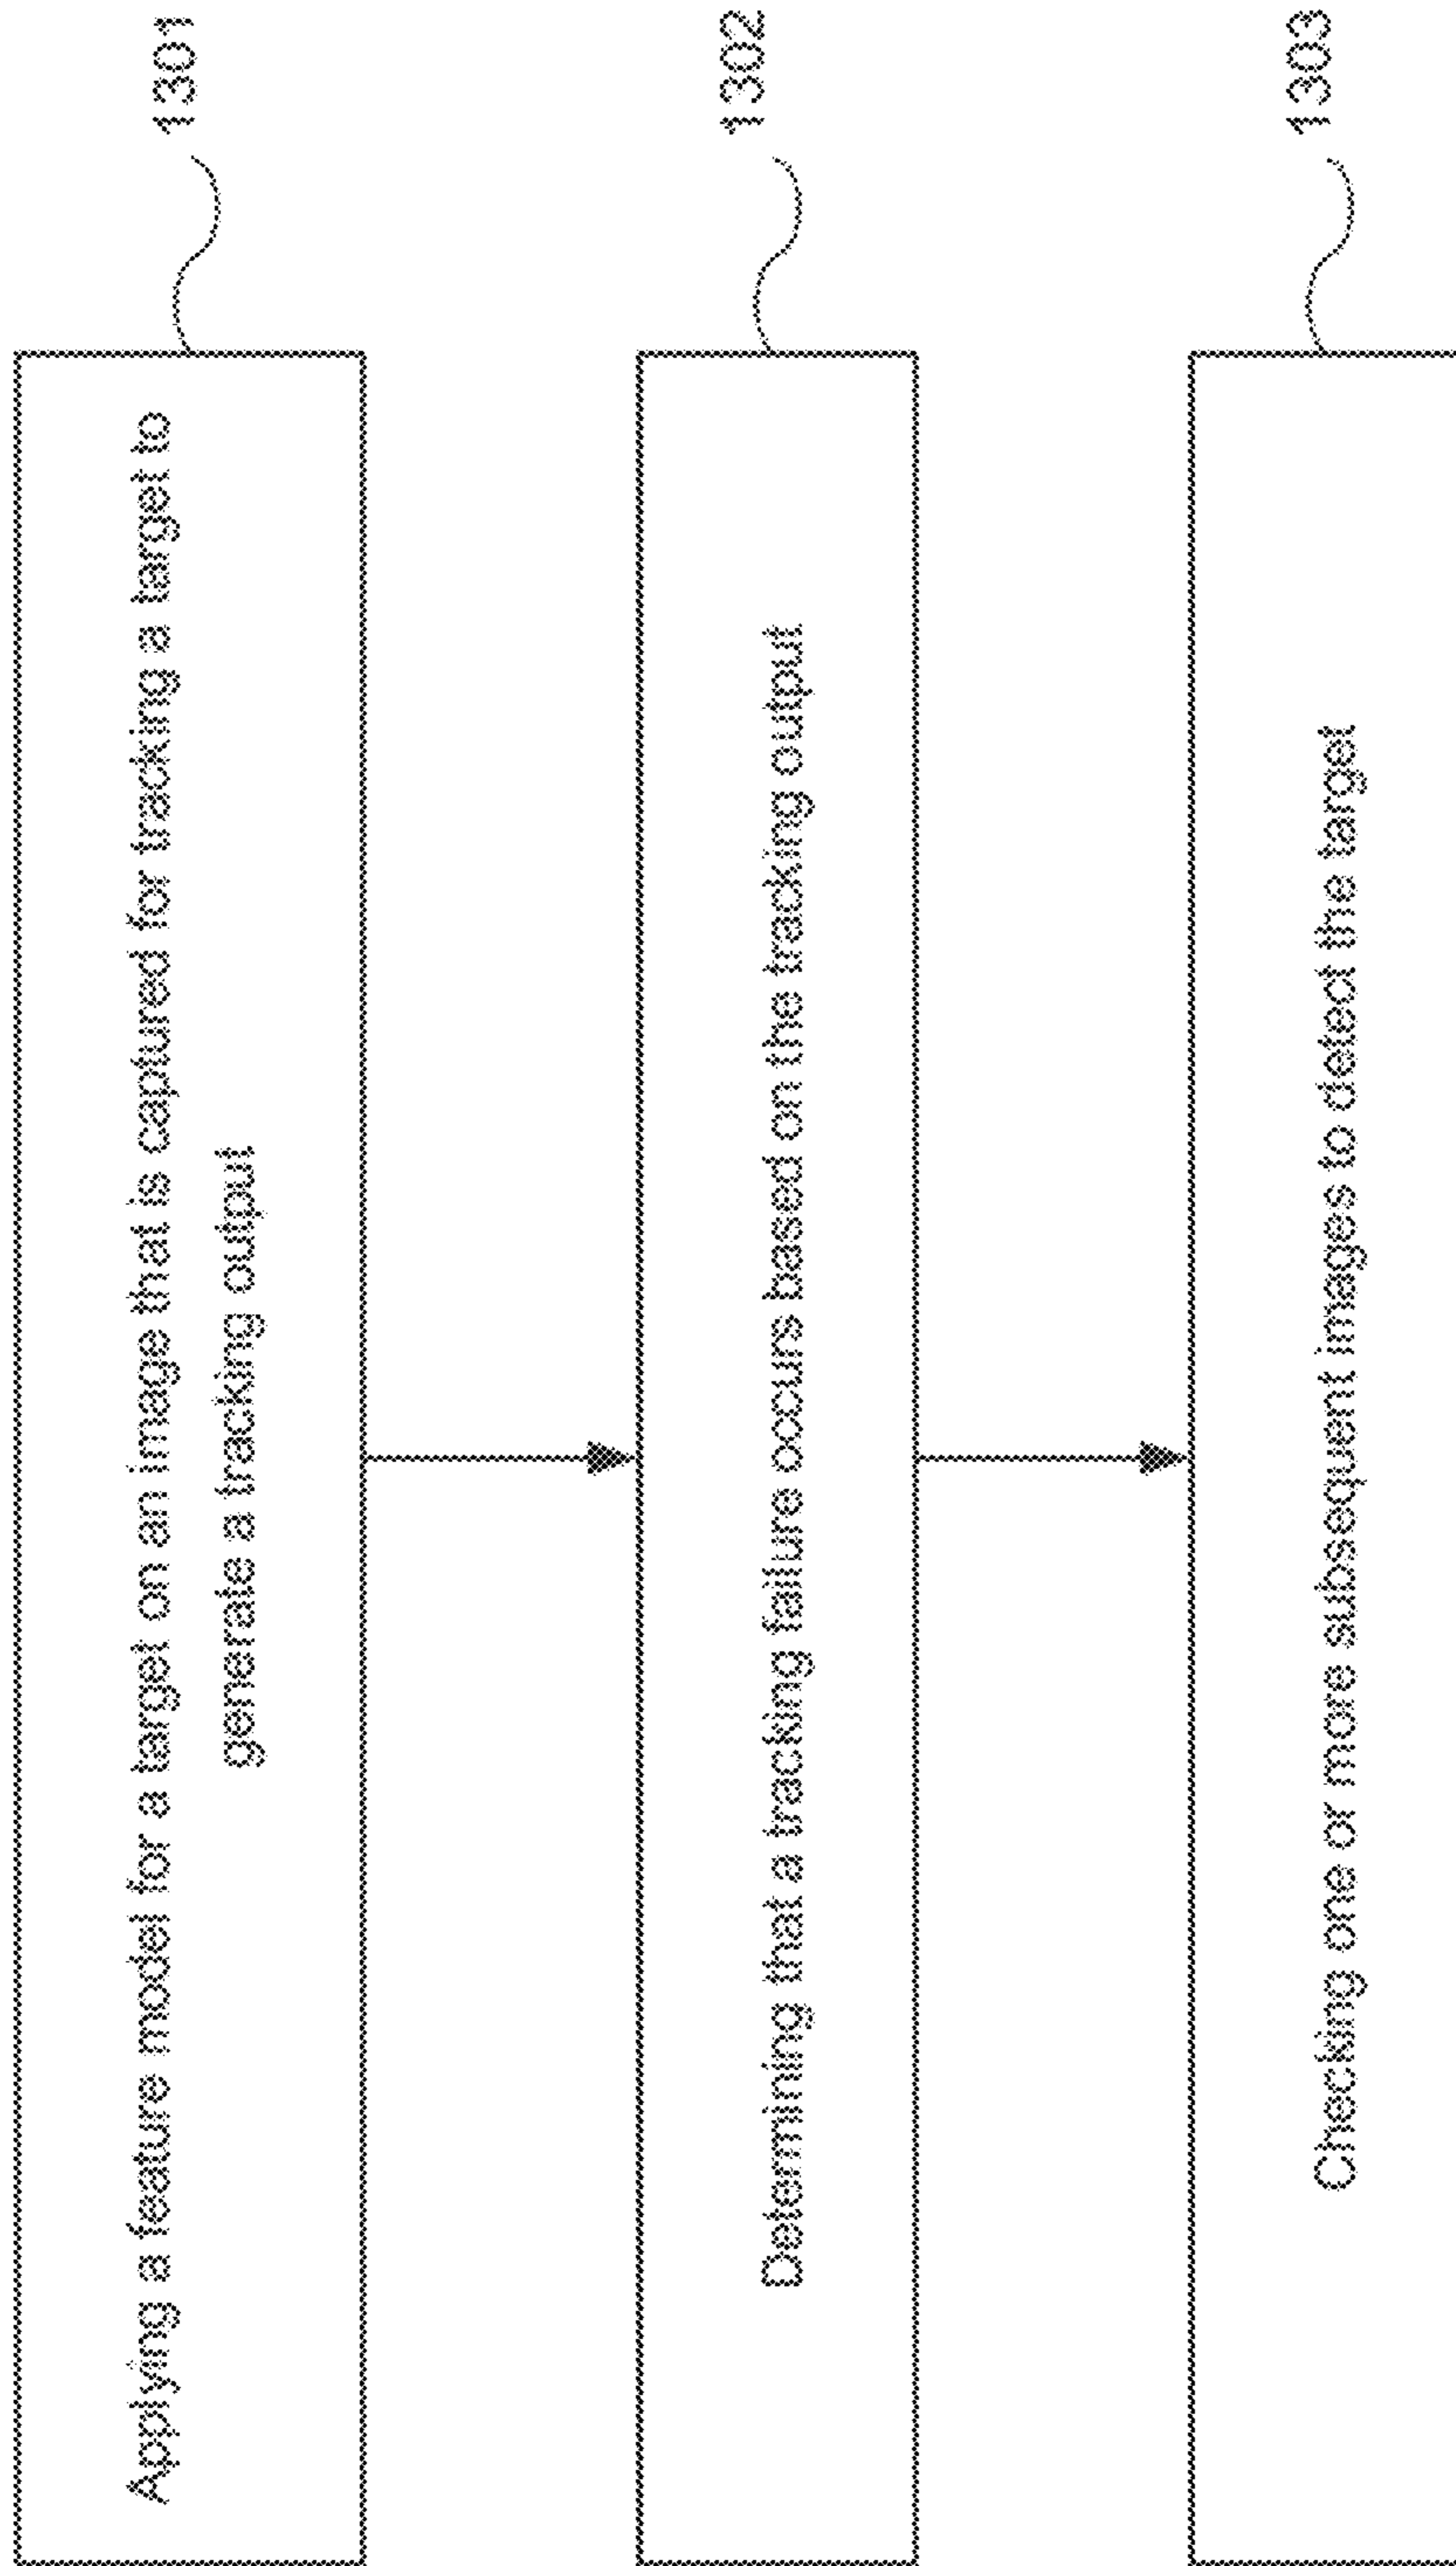 Applying a feature model for a target on an image that is captured for tracking a target to
generate a tracking output
1301
Determining that a tracking failure occurs based on the tracking output
1302
Checking one or more subsequent images to detect the target
1303